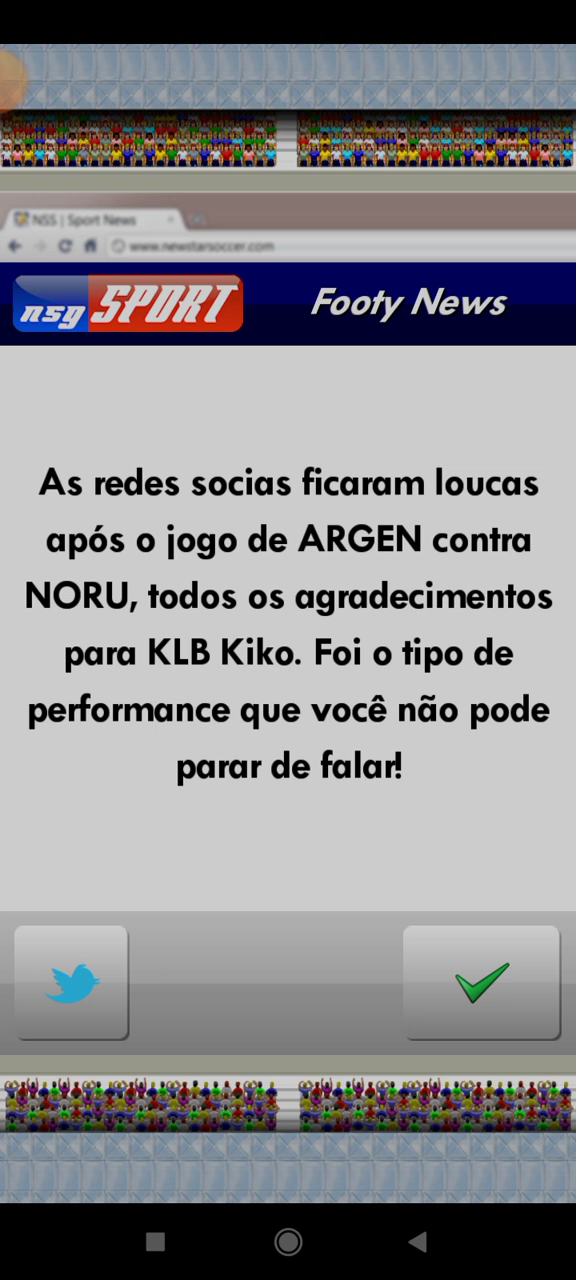 NSS | Sport News
www.newstarsoccer.com
nsg SPORT
Footy News
As redes socias ficaram loucas
após o jogo de ARGEN contra
NORU, todos os agradecimentos
para KLB Kiko. Foi o tipo de
performance que você não pode
parar de falar!